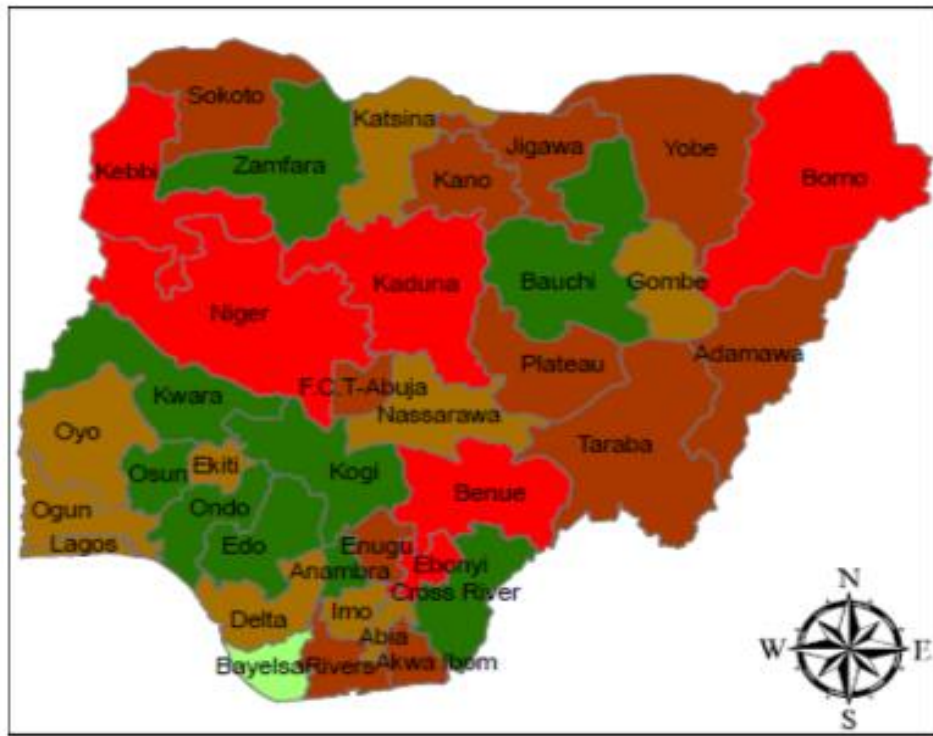 Sokoto
Katsina
Jigawa
Yobe
Zamfara
Kebbi
Kano
Borno
Kaduna
Bauchi
Gombe
Niger
Adamawa
Plateau
F.C.T-Abuja
Kwara
Nassarawa
Oyo
Taraba
Ekiti
Osun
Kogi
Benue
Ogun
Ondo
Lagos
Edo
Enugu
Anambra
Ebonyi
Cross River
Delta
Imo
Abia
Bayelsa
Rivers
Akwa Ibom
N
W
E
S